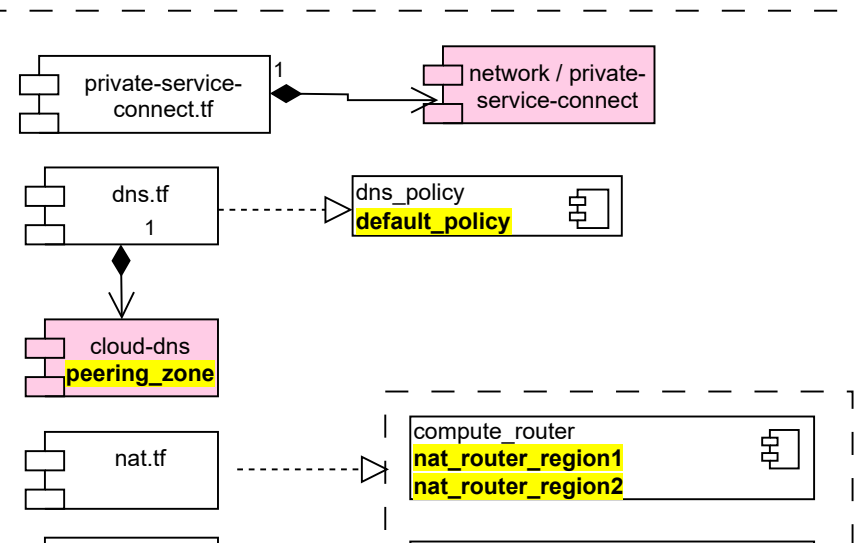 private-service-
connect.tf
1
network / private-
service-connect
dns.tf
1
dns_policy
default_policy
cloud-dns
peering_zone
nat.tf
compute_router
nat_router_region1
nat_router_region2